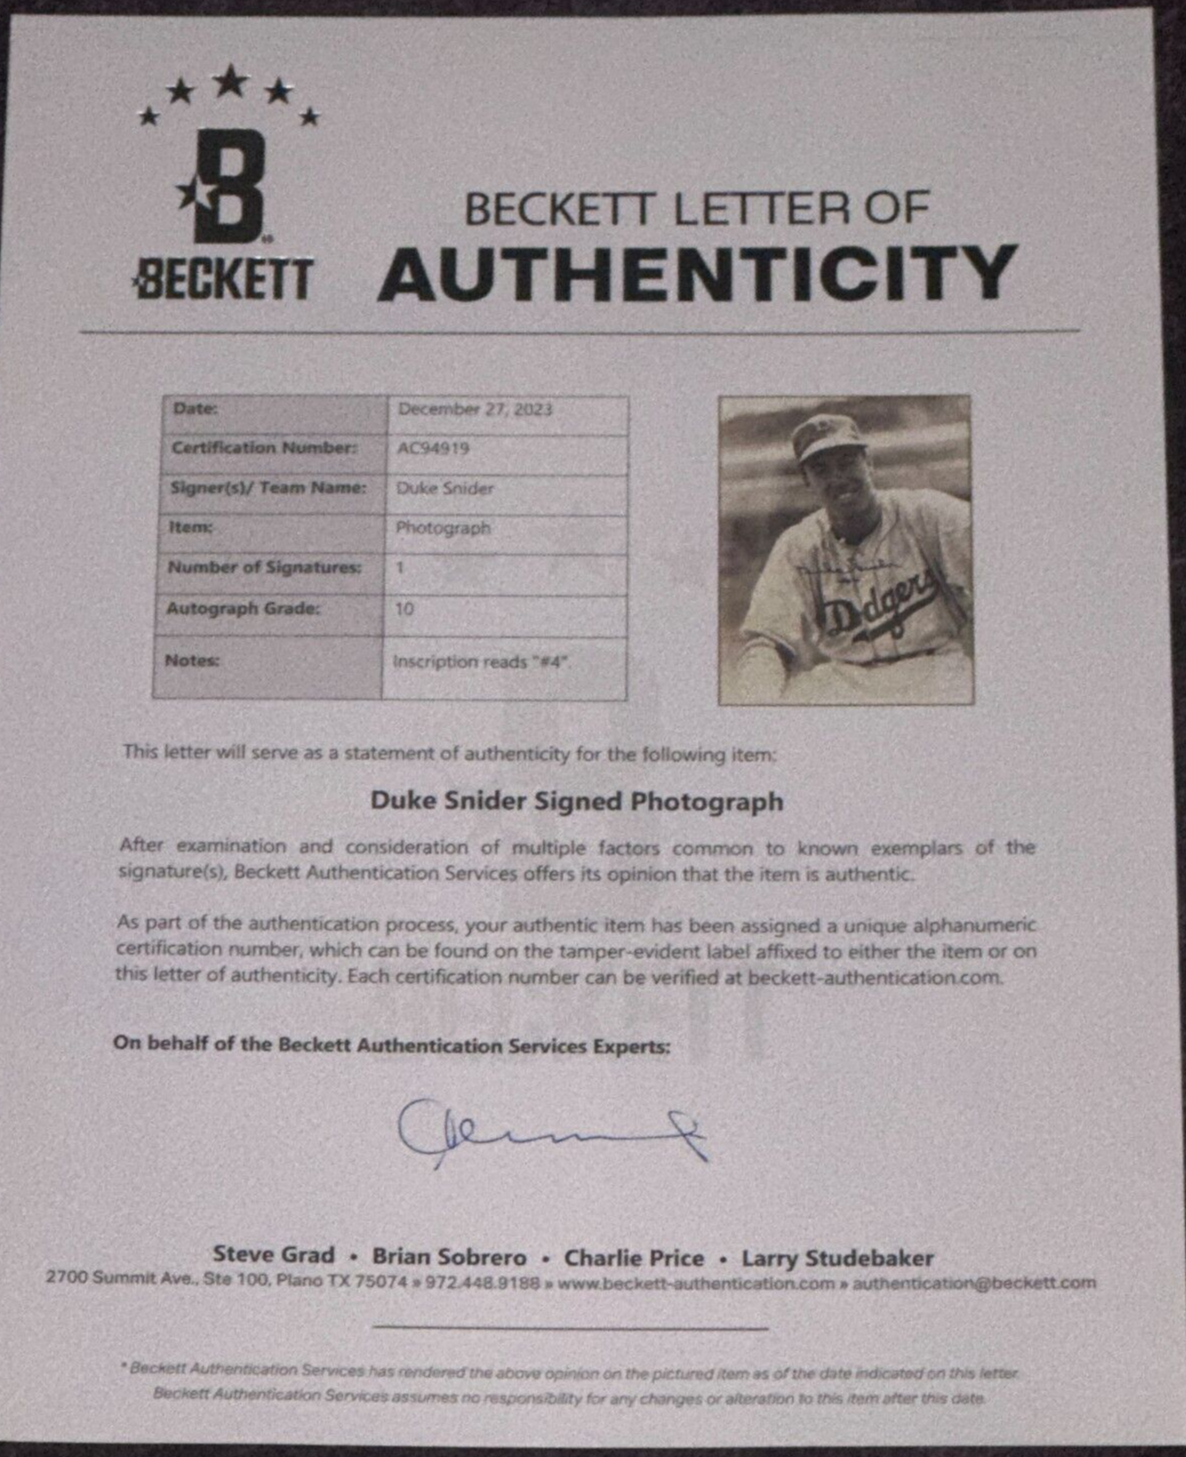 BECKETT
BECKETT LETTER OF
AUTHENTICITY
Date: December 27, 2023
Certification Number: AC94919
Signer(s)/ Team Name: Duke Snider
Item: Photograph
Number of Signatures: 1
Autograph Grade: 10
Notes: Inscription reads "#4".
Dodgers
This letter will serve as a statement of authenticity for the following item:
Duke Snider Signed Photograph
After examination and consideration of multiple factors common to known exemplars of the
signature(s), Beckett Authentication Services offers its opinion that the item is authentic.
As part of the authentication process, your authentic item has been assigned a unique alphanumeric
certification number, which can be found on the tamper-evident label affixed to either the item or on
this letter of authenticity. Each certification number can be verified at beckett-authentication.com.
On behalf of the Beckett Authentication Services Experts:
Steve Grad • Brian Sobrero • Charlie Price • Larry Studebaker
2700 Summit Ave., Ste 100, Plano TX 75074 » 972.448.9188 » www.beckett-authentication.com » authentication@beckett.com
* Beckett Authentication Services has rendered the above opinion on the pictured item as of the date indicated on this letter.
Beckett Authentication Services assumes no responsibility for any changes or alteration to this item after this date.